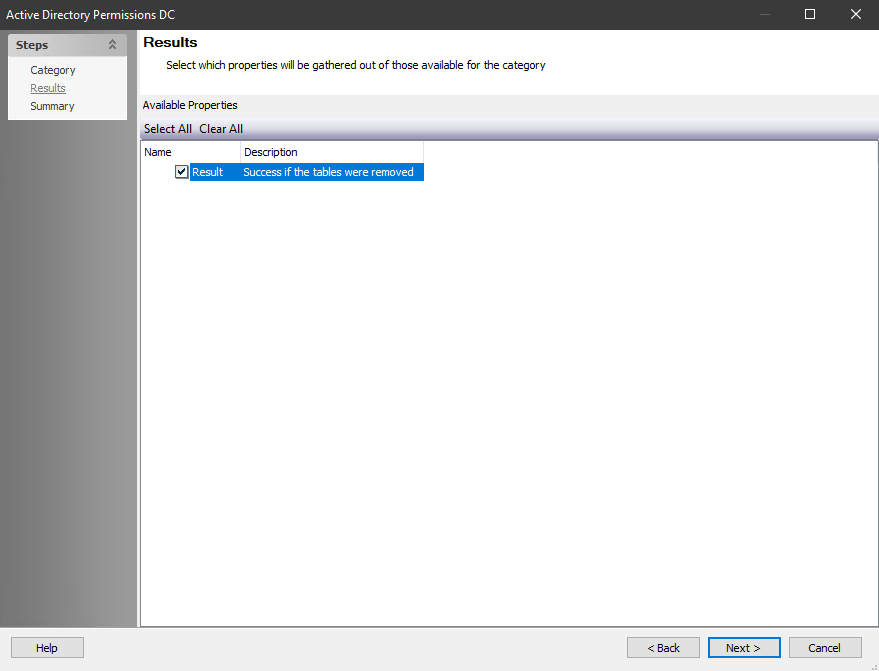 Active Directory Permissions DC
Steps
Category
Results
Summary
Results
Select which properties will be gathered out of those available for the category
Available Properties
Select All Clear All
Name Description
Result Success if the tables were removed
Help < Back Next > Cancel